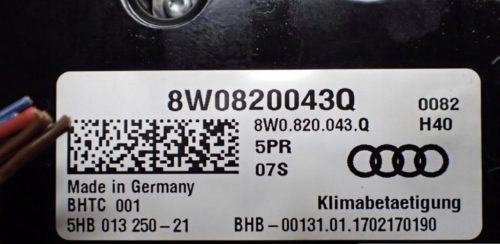 8W0820043Q 0082
8W0.820.043.Q H40
5PR
07S
Made in Germany
BHTC 001 Klimabetaetigung
5HB 013 250-21 BHB-00131.01.1702170190